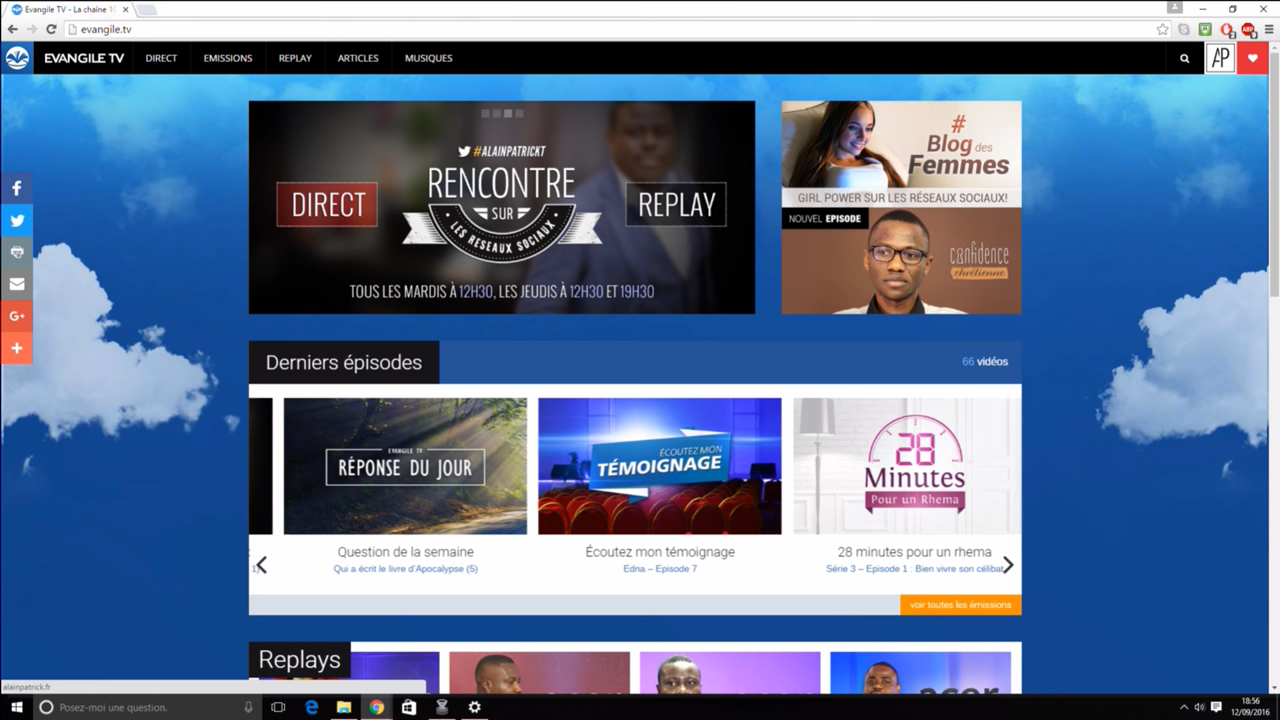 Evangile TV - La chaîne 10
evangile.tv
EVANGILE TV DIRECT EMISSIONS REPLAY ARTICLES MUSIQUES
AP
#ALAINPATRICKT
DIRECT
RENCONTRE
SUR
LES RESEAUX SOCIAUX
REPLAY
TOUS LES MARDIS À 12H30, LES JEUDIS À 12H30 ET 19H30
#
Blog des
Femmes
GIRL POWER SUR LES RÉSEAUX SOCIAUX!
NOUVEL EPISODE
confidence
chrétienne
Derniers épisodes
66 vidéos
EVANGILE TV
RÉPONSE DU JOUR
ÉCOUTEZ MON
TÉMOIGNAGE
28
Minutes
Pour un Rhema
Question de la semaine
Qui a écrit le livre d'Apocalypse (5)
Écoutez mon témoignage
Edna – Episode 7
28 minutes pour un rhema
Série 3 – Episode 1 : Bien vivre son célibat
voir toutes les émissions
Replays
alainpatrick.fr
Posez-moi une question.
18:56
12/09/2016